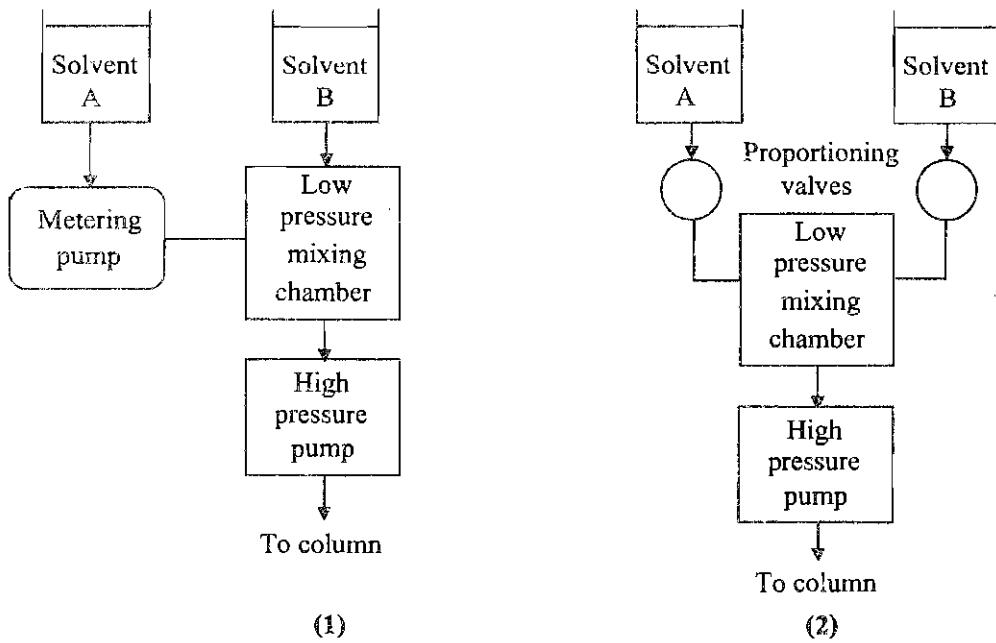 Solvent
A
Solvent
B
Metering
pump
Low
pressure
mixing
chamber
High
pressure
pump
To column
(1)
Solvent
A
Solvent
B
Proportioning
valves
Low
pressure
mixing
chamber
High
pressure
pump
To column
(2)